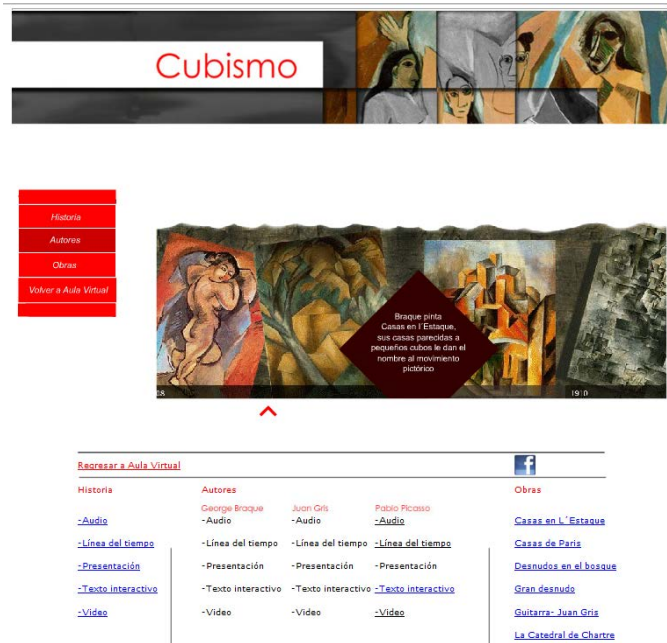 Cubismo
Historia
Autores
Obras
Volver a Aula Virtual
Braque pinta
Casas en l´Estaque,
sus casas parecidas a
pequeños cubos le dan el
nombre al movimiento
pictórico
08
1910
Regresar a Aula Virtual
f
Historia Autores Obras
George Braque Juan Gris Pablo Picasso
-Audio -Audio -Audio -Audio Casas en L´Estaque
-Línea del tiempo -Línea del tiempo -Línea del tiempo -Línea del tiempo Casas de Paris
-Presentación -Presentación -Presentación -Presentación Desnudos en el bosque
-Texto interactivo -Texto interactivo -Texto interactivo -Texto interactivo Gran desnudo
-Video -Video -Video -Video Guitarra- Juan Gris
La Catedral de Chartre